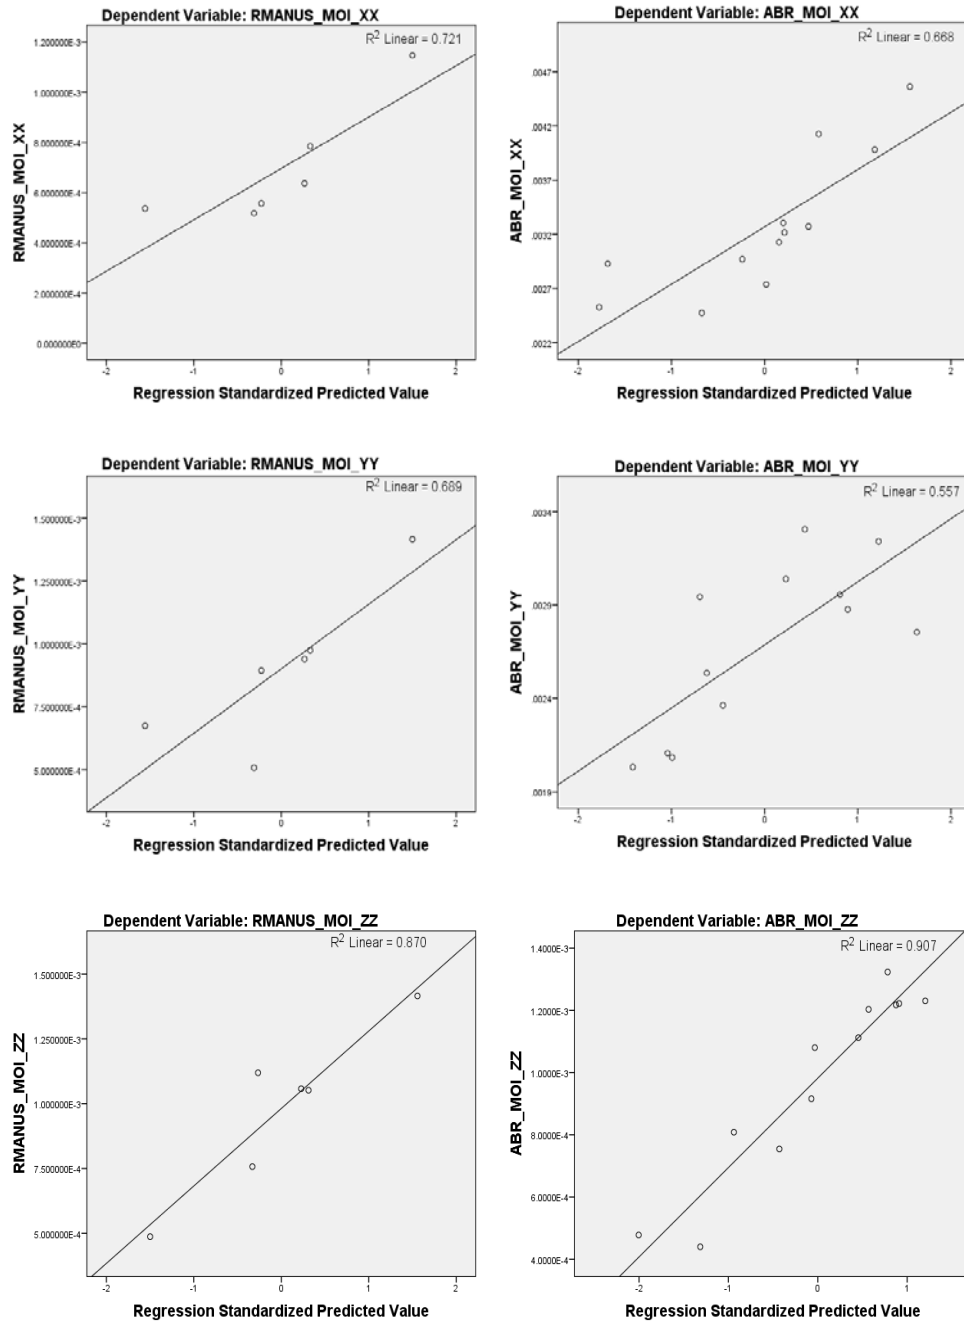 Dependent Variable: RMANUS_MOI_XX
R2 Linear = 0.721
1.200000E-3
1.000000E-3
8.000000E-4
6.000000E-4
4.000000E-4
2.000000E-4
0.000000E0
RMANUS_MOI_XX
-2 -1 0 1 2
Regression Standardized Predicted Value
Dependent Variable: ABR_MOI_XX
R2 Linear = 0.668
.0047
.0042
.0037
.0032
.0027
.0022
ABR_MOI_XX
-2 -1 0 1 2
Regression Standardized Predicted Value
Dependent Variable: RMANUS_MOI_YY
R2 Linear = 0.689
1.500000E-3
1.250000E-3
1.000000E-3
7.500000E-4
5.000000E-4
RMANUS_MOI_YY
-2 -1 0 1 2
Regression Standardized Predicted Value
Dependent Variable: ABR_MOI_YY
R2 Linear = 0.557
.0034
.0029
.0024
.0019
ABR_MOI_YY
-2 -1 0 1 2
Regression Standardized Predicted Value
Dependent Variable: RMANUS_MOI_ZZ
R2 Linear = 0.870
1.500000E-3
1.250000E-3
1.000000E-3
7.500000E-4
5.000000E-4
RMANUS_MOI_ZZ
-2 -1 0 1 2
Regression Standardized Predicted Value
Dependent Variable: ABR_MOI_ZZ
R2 Linear = 0.907
1.4000E-3
1.2000E-3
1.0000E-3
8.0000E-4
6.0000E-4
4.0000E-4
ABR_MOI_ZZ
-2 -1 0 1
Regression Standardized Predicted Value